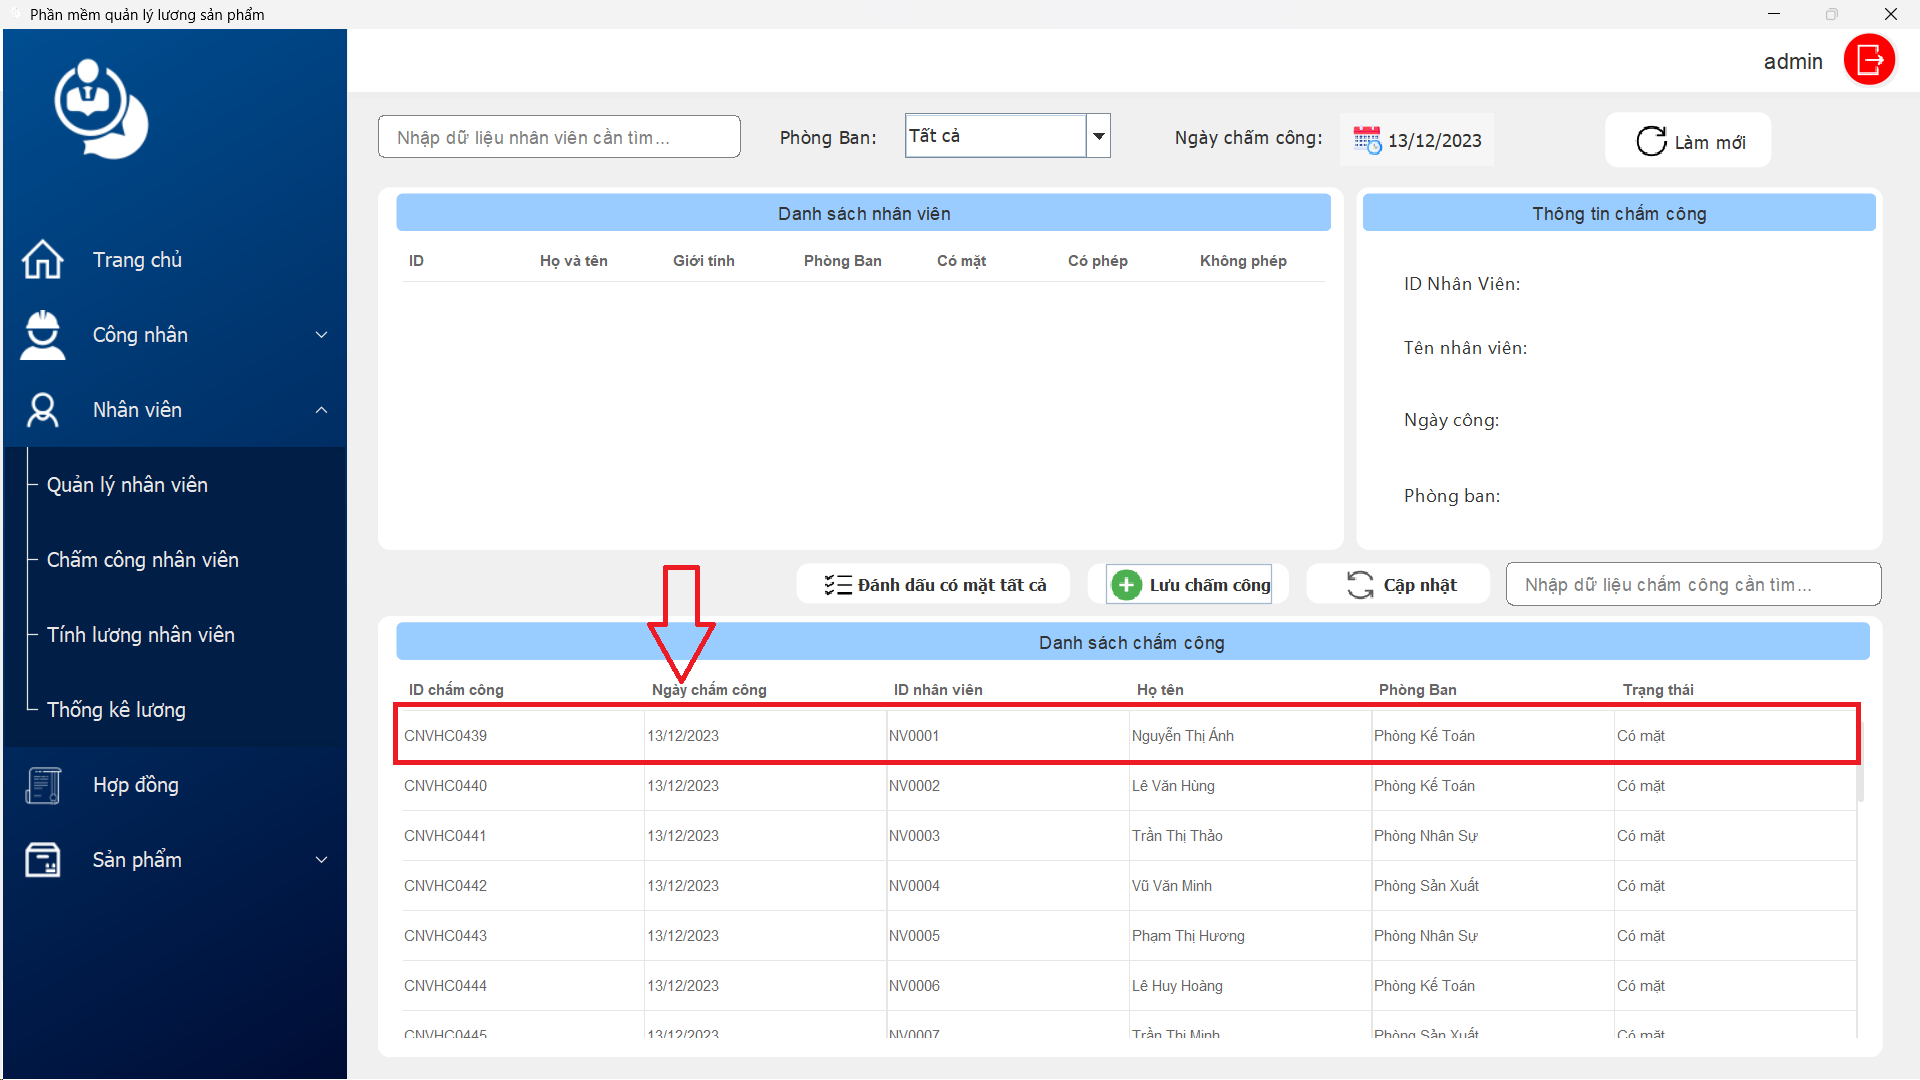 Phần mềm quản lý lương sản phẩm
admin
Nhập dữ liệu nhân viên cần tìm...
Phòng Ban:
Tất cả
Ngày chấm công:
13/12/2023
Làm mới
Trang chủ
Công nhân
Nhân viên
Quản lý nhân viên
Chấm công nhân viên
Tính lương nhân viên
Thống kê lương
Hợp đồng
Sản phẩm
Danh sách nhân viên
ID Họ và tên Giới tính Phòng Ban Có mặt Có phép Không phép
Thông tin chấm công
ID Nhân Viên:
Tên nhân viên:
Ngày công:
Phòng ban:
Đánh dấu có mặt tất cả
Lưu chấm công
Cập nhật
Nhập dữ liệu chấm công cần tìm...
Danh sách chấm công
ID chấm công Ngày chấm công ID nhân viên Họ tên Phòng Ban Trạng thái
CNVHC0439 13/12/2023 NV0001 Nguyễn Thị Ánh Phòng Kế Toán Có mặt
CNVHC0440 13/12/2023 NV0002 Lê Văn Hùng Phòng Kế Toán Có mặt
CNVHC0441 13/12/2023 NV0003 Trần Thị Thảo Phòng Nhân Sự Có mặt
CNVHC0442 13/12/2023 NV0004 Vũ Văn Minh Phòng Sản Xuất Có mặt
CNVHC0443 13/12/2023 NV0005 Phạm Thị Hương Phòng Nhân Sự Có mặt
CNVHC0444 13/12/2023 NV0006 Lê Huy Hoàng Phòng Kế Toán Có mặt
CNVHC0445 13/12/2023 NV0007 Trần Thị Minh Phòng Sản Xuất Có mặt